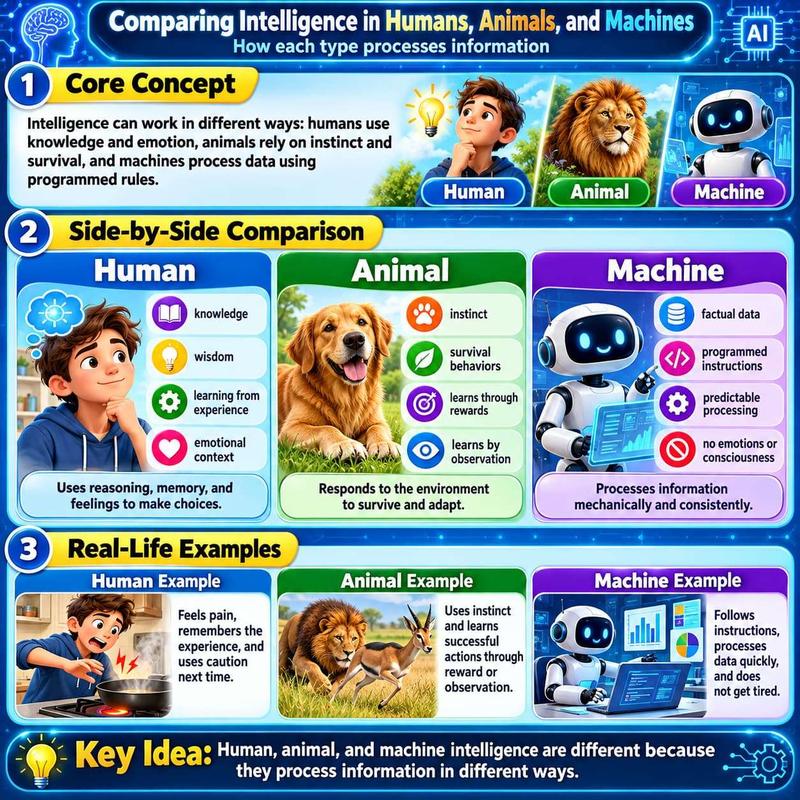 Comparing Intelligence in Humans, Animals, and Machines
How each type processes information
AI
1 Core Concept
Intelligence can work in different ways: humans use
knowledge and emotion, animals rely on instinct and
survival, and machines process data using
programmed rules.
Human
Animal
Machine
2 Side-by-Side Comparison
Human
knowledge
wisdom
learning from
experience
emotional
context
Uses reasoning, memory, and
feelings to make choices.
Animal
instinct
survival
behaviors
learns through
rewards
learns by
observation
Responds to the environment
to survive and adapt.
Machine
factual data
</>
programmed
instructions
predictable
processing
no emotions or
consciousness
Processes information
mechanically and consistently.
3 Real-Life Examples
Human Example
Feels pain,
remembers the
experience, and
uses caution
next time.
Animal Example
Uses instinct
and learns
successful
actions through
reward or
observation.
Machine Example
Follows
instructions,
processes
data quickly,
and does
not get tired.
Key Idea: Human, animal, and machine intelligence are different because
they process information in different ways.